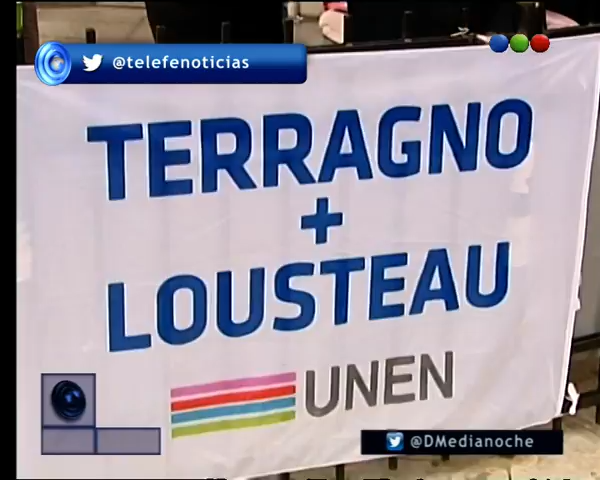 @telefenoticias
TERRAGNO
+
LOUSTEAU
UNEN
@DMedianoche